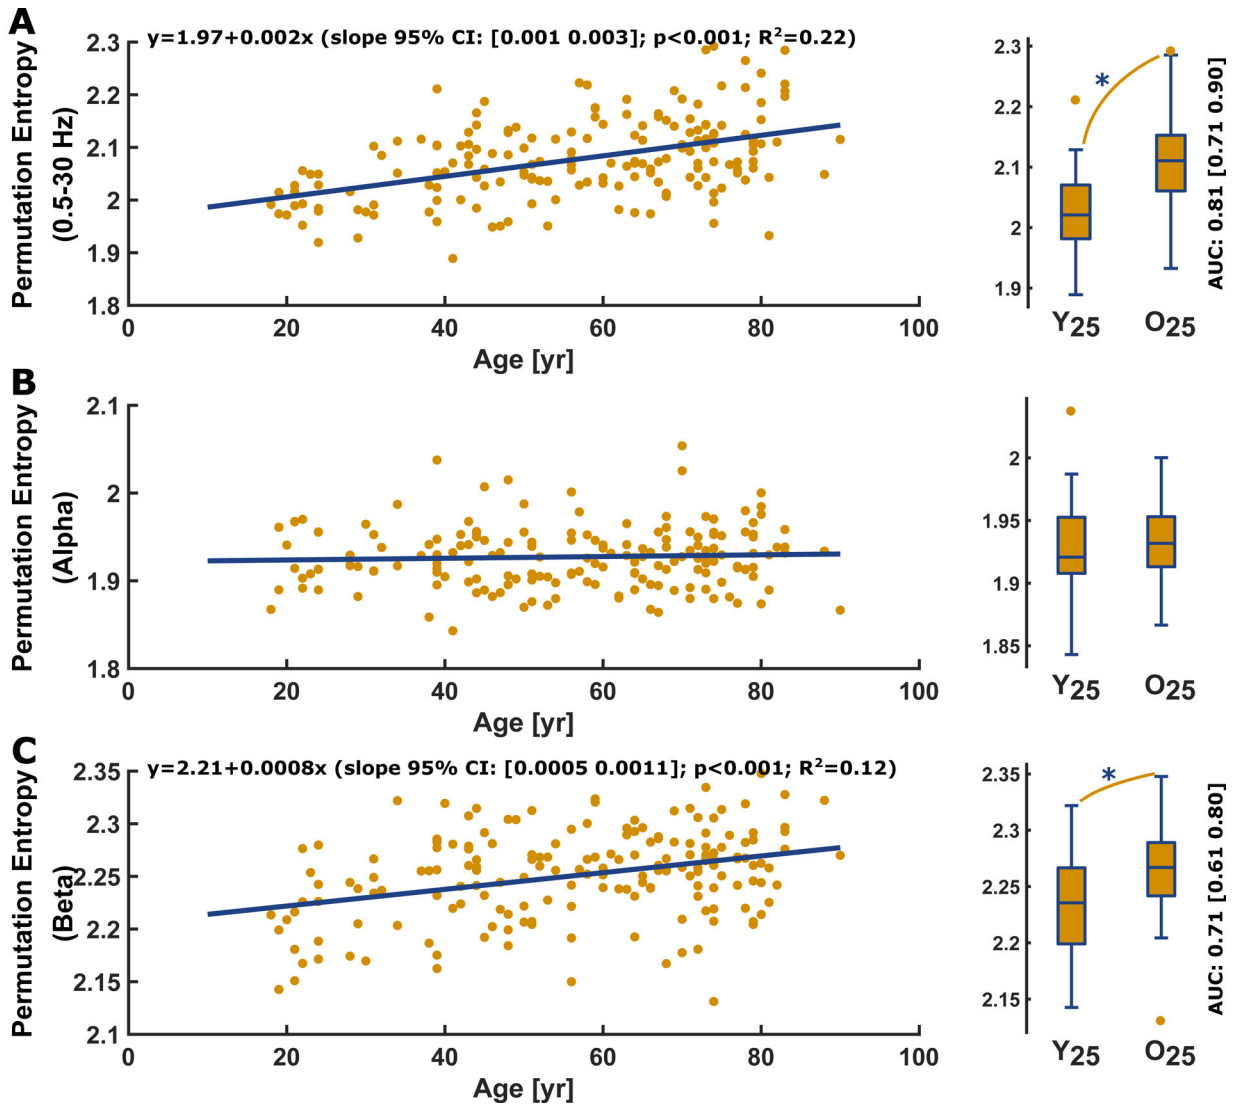 A
y=1.97+0.002x (slope 95% CI: [0.001 0.003]; p<0.001; R²=0.22)
Permutation Entropy
(0.5-30 Hz)
2.3
2.2
2.1
2
1.9
1.8
0 20 40 60 80 100
Age [yr]
2.3
2.2
2.1
2
1.9
*
Y25 O25
AUC: 0.81 [0.71 0.90]
B
Permutation Entropy
(Alpha)
2.1
2
1.9
1.8
0 20 40 60 80 100
Age [yr]
2
1.95
1.9
1.85
Y25 O25
C
y=2.21+0.0008x (slope 95% CI: [0.0005 0.0011]; p<0.001; R²=0.12)
Permutation Entropy
(Beta)
2.35
2.3
2.25
2.2
2.15
2.1
0 20 40 60 80 100
Age [yr]
2.35
2.3
2.25
2.2
2.15
*
Y25 O25
AUC: 0.71 [0.61 0.80]